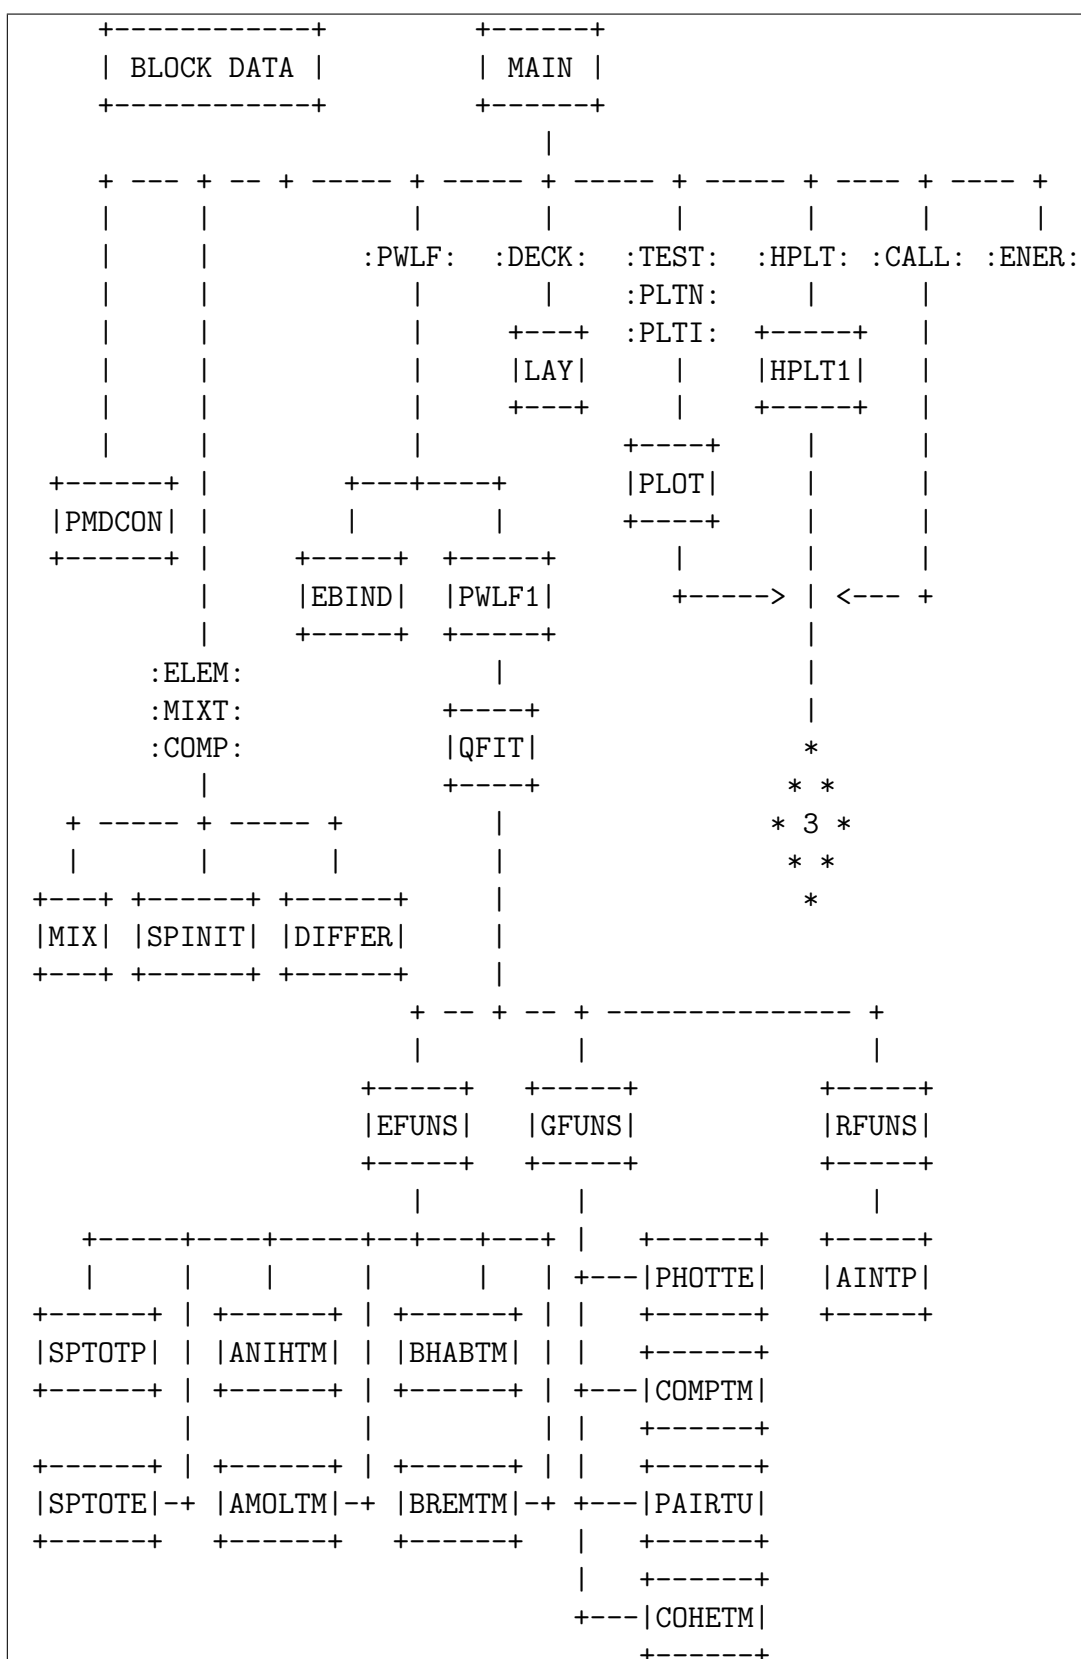 +------------+         +------+
     | BLOCK DATA |         | MAIN |
     +------------+         +------+
                                |
     + --- + -- + ----- + ----- + ----- + ----- + ---- + ---- +
     |     |            |       |       |       |      |      |
     |     |         :PWLF:  :DECK:  :TEST:  :HPLT: :CALL: :ENER:
     |     |            |       |    :PLTN:     |      |
     |     |            |     +---+  :PLTI:  +-----+   |
     |     |            |     |LAY|     |    |HPLT1|   |
     |     |            |     +---+     |    +-----+   |
     |     |            |            +----+     |      |
  +------+ |        +---+----+       |PLOT|     |      |
  |PMDCON| |        |        |       +----+     |      |
  +------+ |     +-----+  +-----+       |       |      |
           |     |EBIND|  |PWLF1|       +-----> | <--- +
           |     +-----+  +-----+               |
        :ELEM:               |                  |
        :MIXT:            +----+                |
        :COMP:            |QFIT|                *
           |              +----+               * *
   + ----- + ----- +         |                * 3 *
   |       |       |         |                 * *
 +---+ +------+ +------+     |                  *
 |MIX| |SPINIT| |DIFFER|     |
 +---+ +------+ +------+     |
                        + -- + -- + --------------- +
                        |         |                 |
                     +-----+   +-----+           +-----+
                     |EFUNS|   |GFUNS|           |RFUNS|
                     +-----+   +-----+           +-----+
                        |         |                 |
    +-----+----+-----+--+---+---+ |   +------+   +-----+
    |     |    |     |      |   | +---|PHOTTE|   |AINTP|
 +------+ | +------+ | +------+ | |   +------+   +-----+
 |SPTOTP| | |ANIHTM| | |BHABTM| | |   +------+
 +------+ | +------+ | +------+ | +---|COMPTM|
          |          |          | |   +------+
 +------+ | +------+ | +------+ | |   +------+
 |SPTOTE|-+ |AMOLTM|-+ |BREMTM|-+ +---|PAIRTU|
 +------+   +------+   +------+   |   +------+
                                  |   +------+
                                  +---|COHETM|
                                      +------+